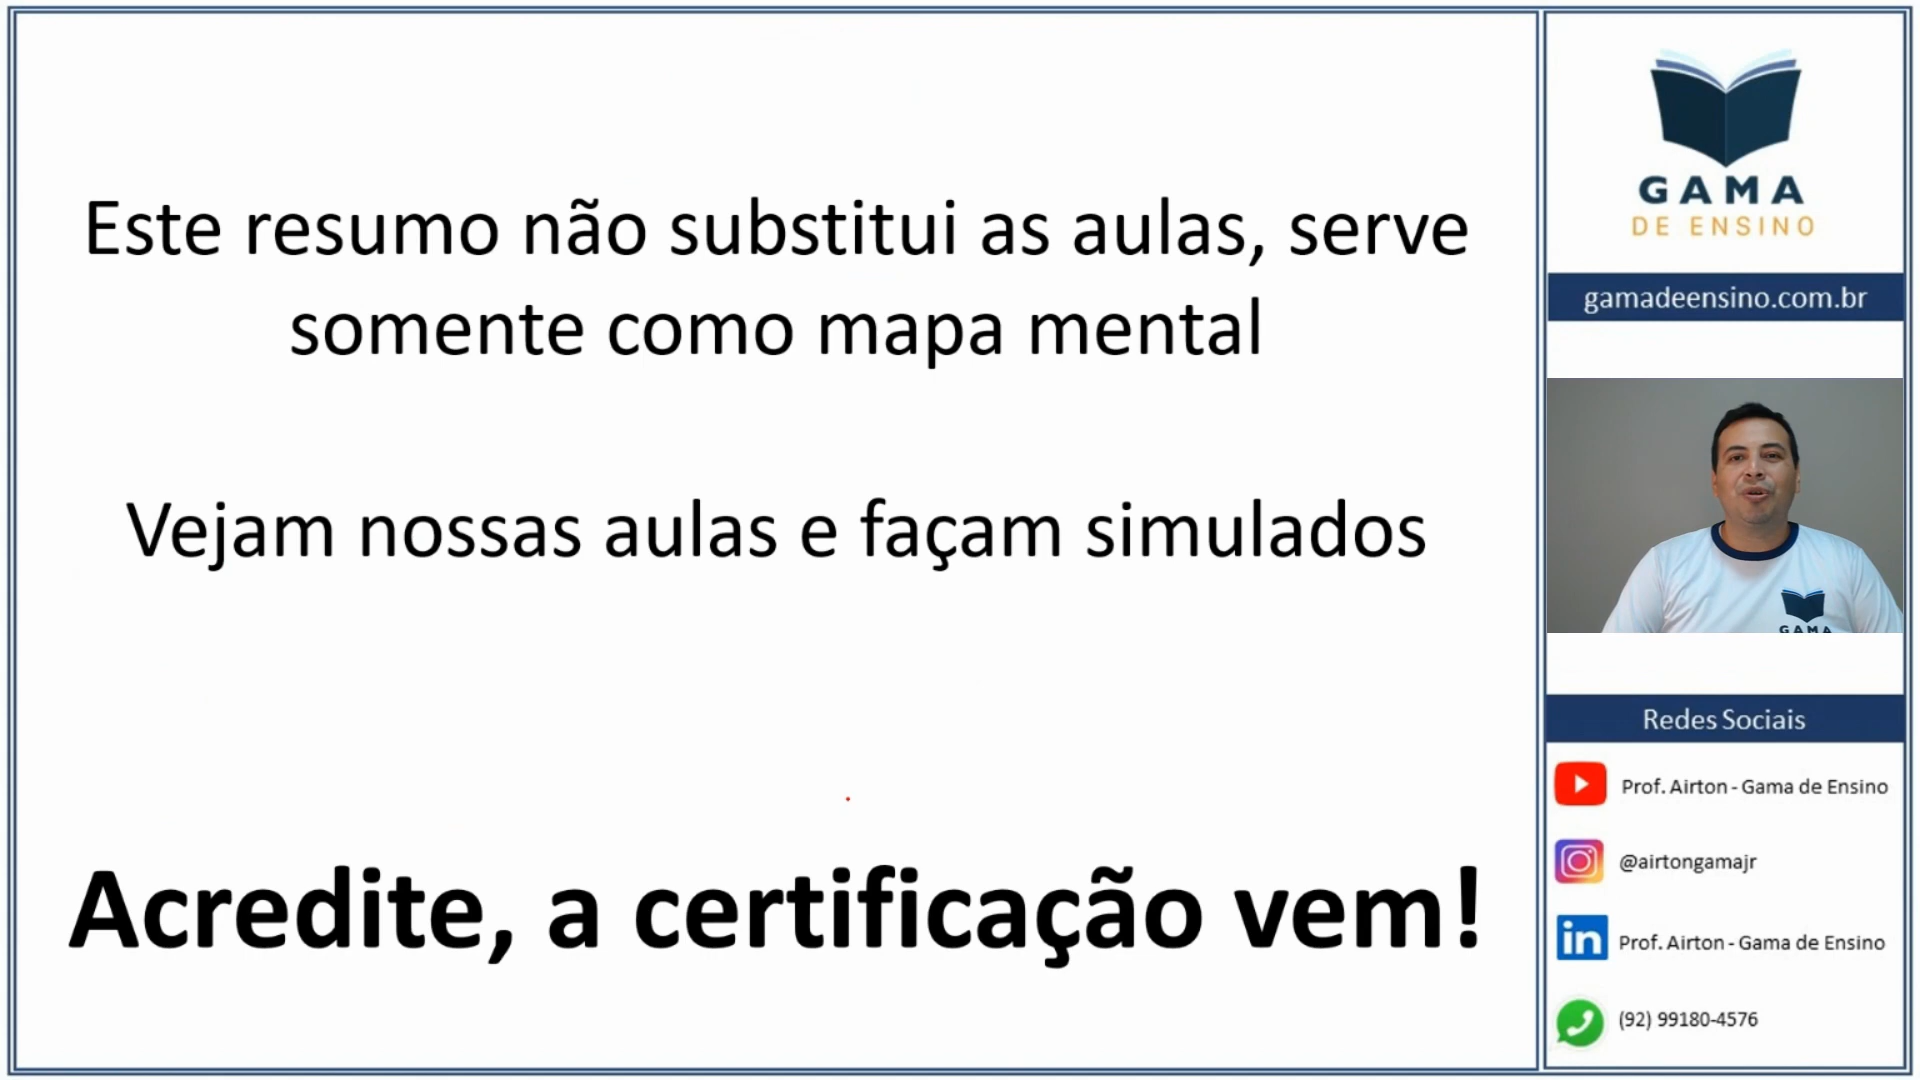 Este resumo não substitui as aulas, serve
somente como mapa mental
Vejam nossas aulas e façam simulados
Acredite, a certificação vem!
GAMA
DE ENSINO
gamadeensino.com.br
GAMA
Redes Sociais
Prof. Airton - Gama de Ensino
@airtongamajr
in
Prof. Airton - Gama de Ensino
(92) 99180-4576